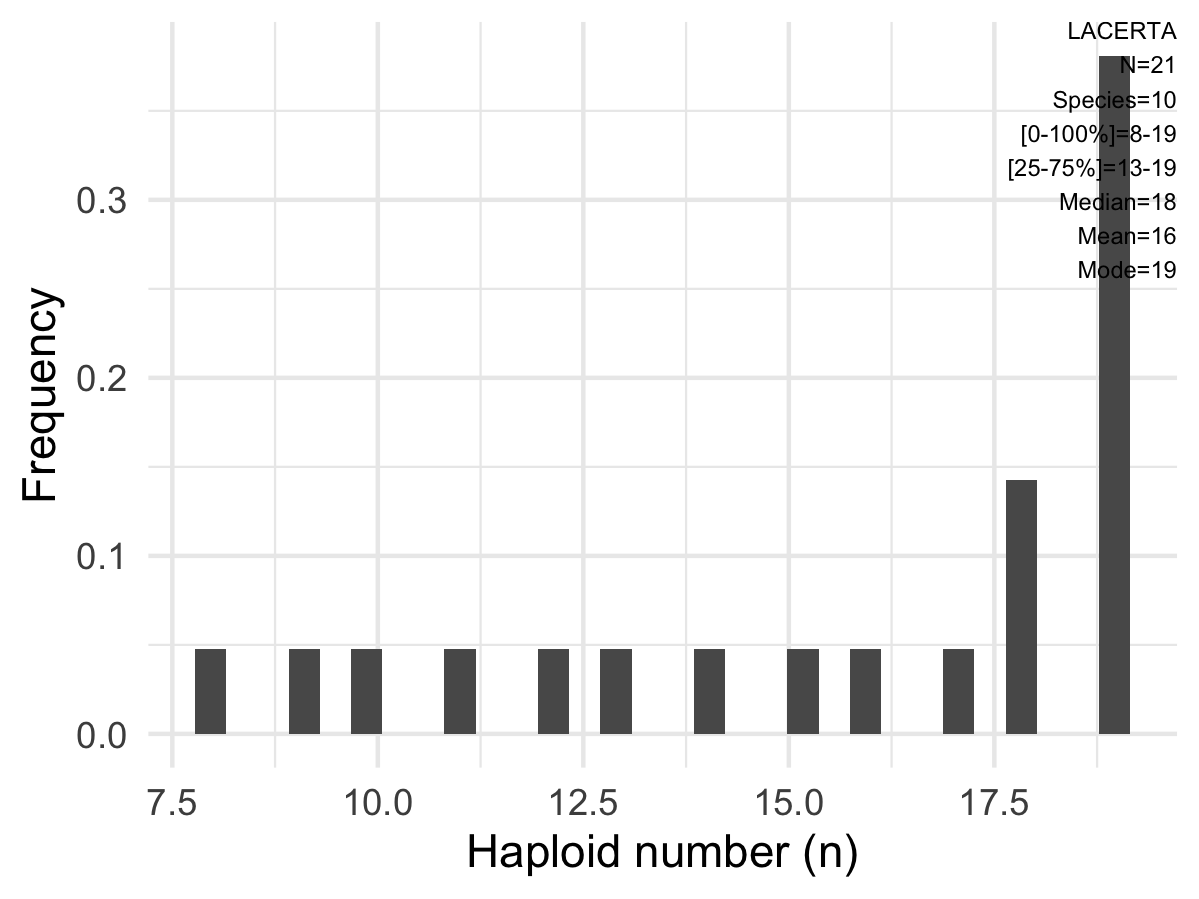 LACERTA
N=21
Species=10
[0-100%]=8-19
[25-75%]=13-19
Median=18
Mean=16
Mode=19
Frequency
0.3
0.2
0.1
0.0
7.5 10.0 12.5 15.0 17.5
Haploid number (n)